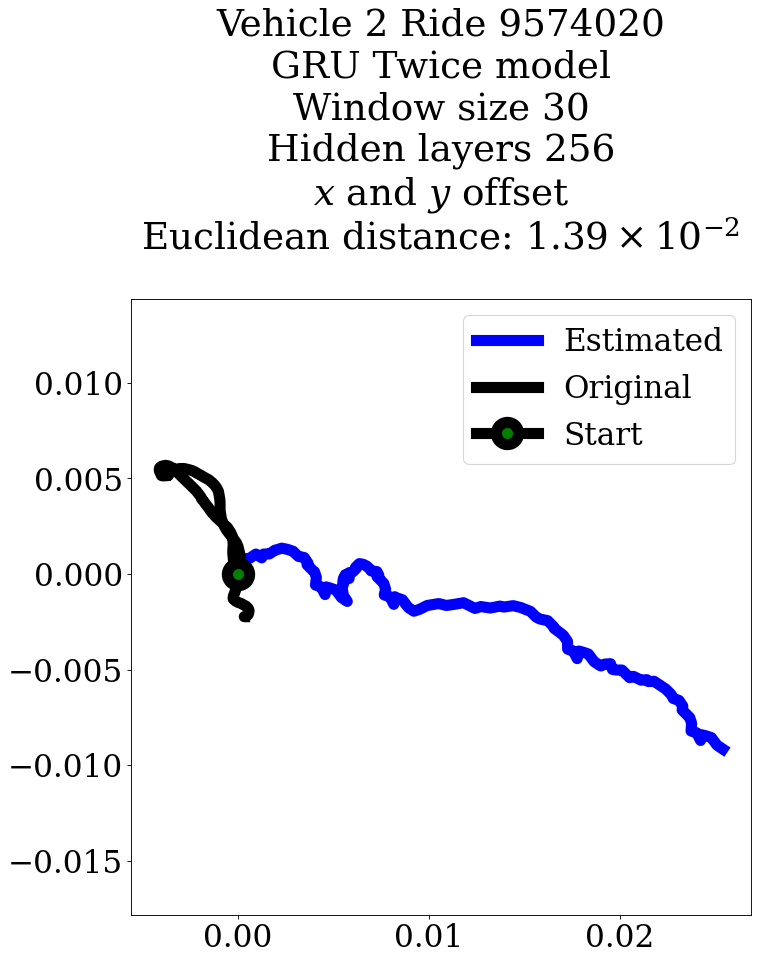 Vehicle 2 Ride 9574020
GRU Twice model
Window size 30
Hidden layers 256
x and y offset
Euclidean distance: 1.39 × 10⁻²
Estimated
Original
Start
0.010
0.005
0.000
−0.005
−0.010
−0.015
0.00 0.01 0.02